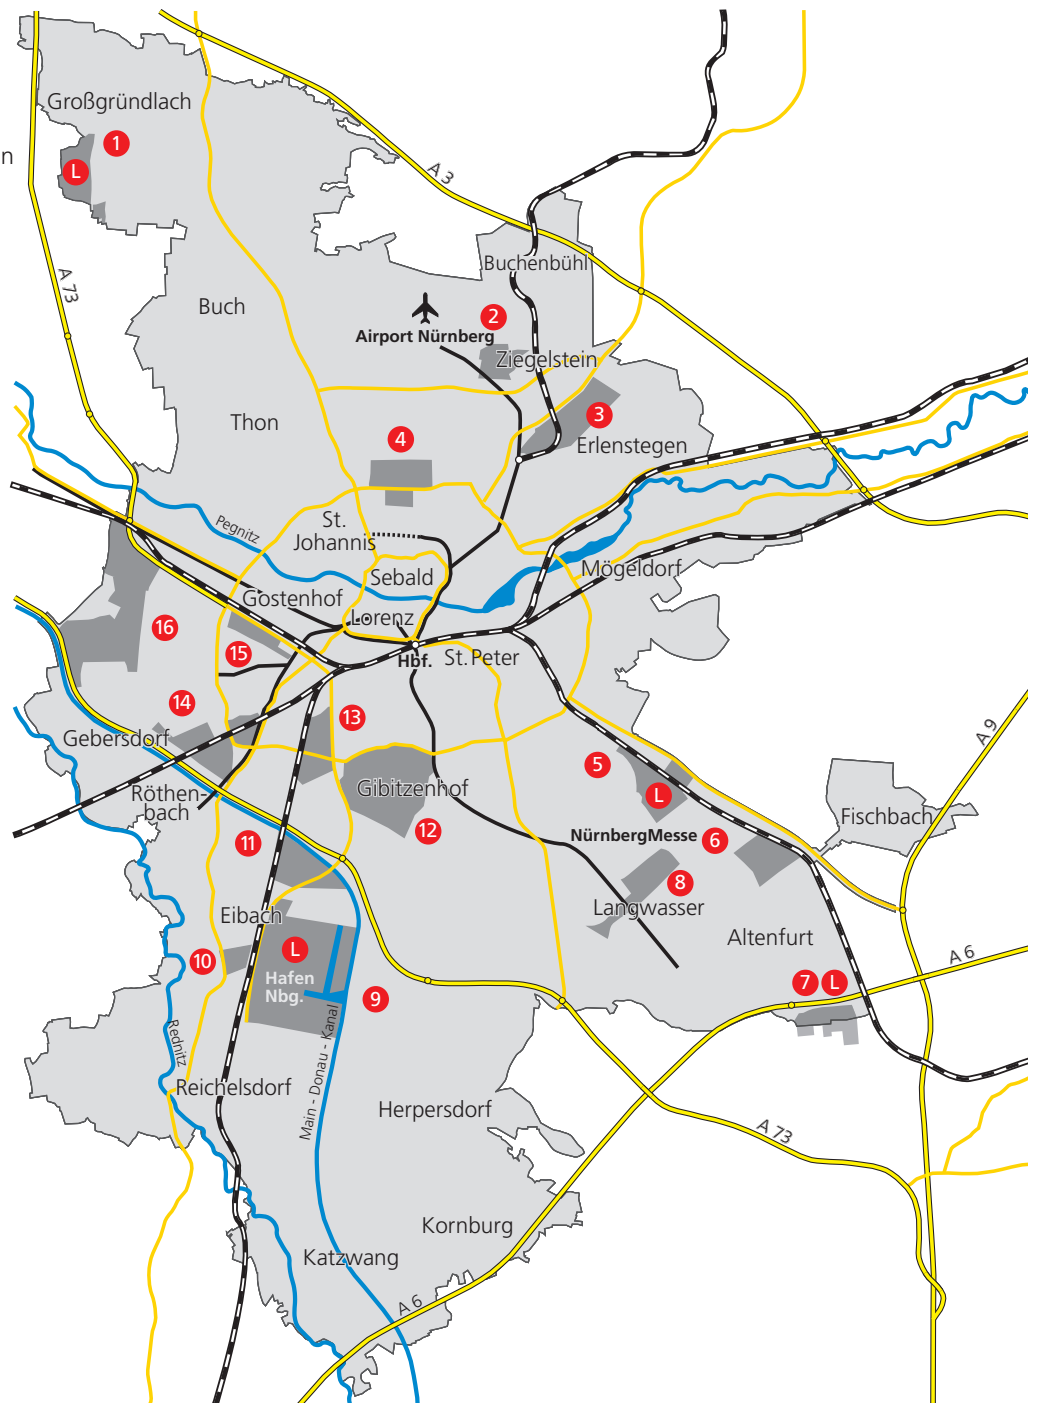 Großgründlach
1
n
L
A 3
A 73
Buchenbühl
Buch
2
Airport Nürnberg
Ziegelstein
3
Thon
4
Erlenstegen
St.
Johannis
Pegnitz
Sebald
Mögeldorf
Gostenhof
Lorenz
16
15
Hbf.
St. Peter
14
13
Gebersdorf
5
A 9
Röthen-
bach
Gibitzenhof
L
Fischbach
12
NürnbergMesse
6
11
8
Langwasser
Eibach
Altenfurt
10
L
Hafen
Nbg.
9
7
L
A 6
Rednitz
Main - Donau - Kanal
Reichelsdorf
Herpersdorf
A 73
Kornburg
Katzwang
A 6